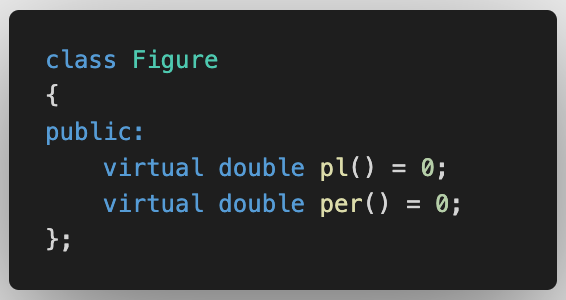 class Figure
{
public:
    virtual double pl() = 0;
    virtual double per() = 0;
};